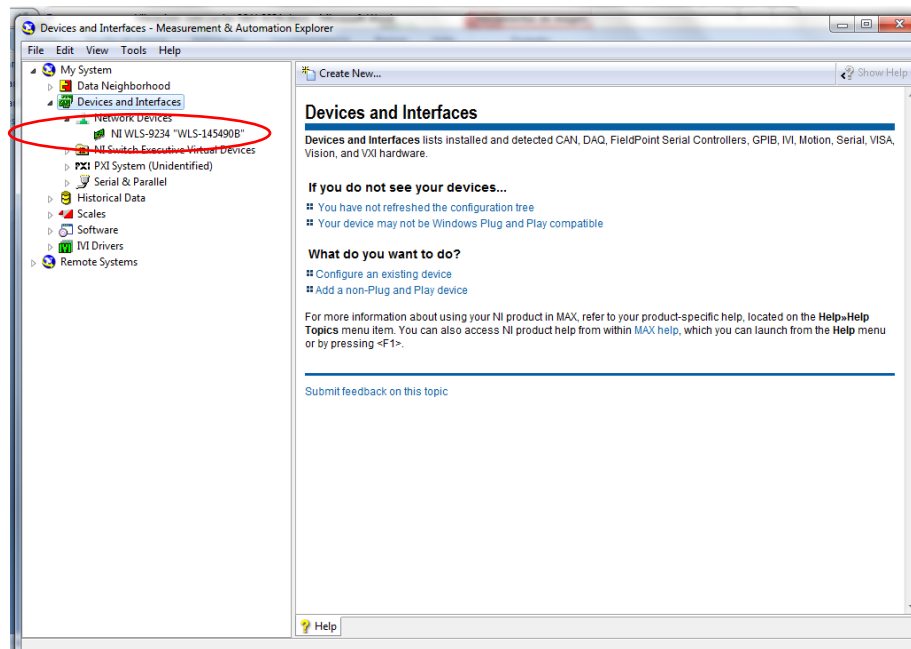 Devices and Interfaces - Measurement & Automation Explorer
File Edit View Tools Help
My System
Data Neighborhood
Devices and Interfaces
Network Devices
NI WLS-9234 "WLS-145490B"
NI Switch Executive Virtual Devices
PXI PXI System (Unidentified)
Serial & Parallel
Historical Data
Scales
Software
IVI IVI Drivers
Remote Systems
Create New...
Show Help
Devices and Interfaces
Devices and Interfaces lists installed and detected CAN, DAQ, FieldPoint Serial Controllers, GPIB, IVI, Motion, Serial, VISA,
Vision, and VXI hardware.
If you do not see your devices...
You have not refreshed the configuration tree
Your device may not be Windows Plug and Play compatible
What do you want to do?
Configure an existing device
Add a non-Plug and Play device
For more information about using your NI product in MAX, refer to your product-specific help, located on the Help»Help
Topics menu item. You can also access NI product help from within MAX help, which you can launch from the Help menu
or by pressing <F1>.
Submit feedback on this topic
Help